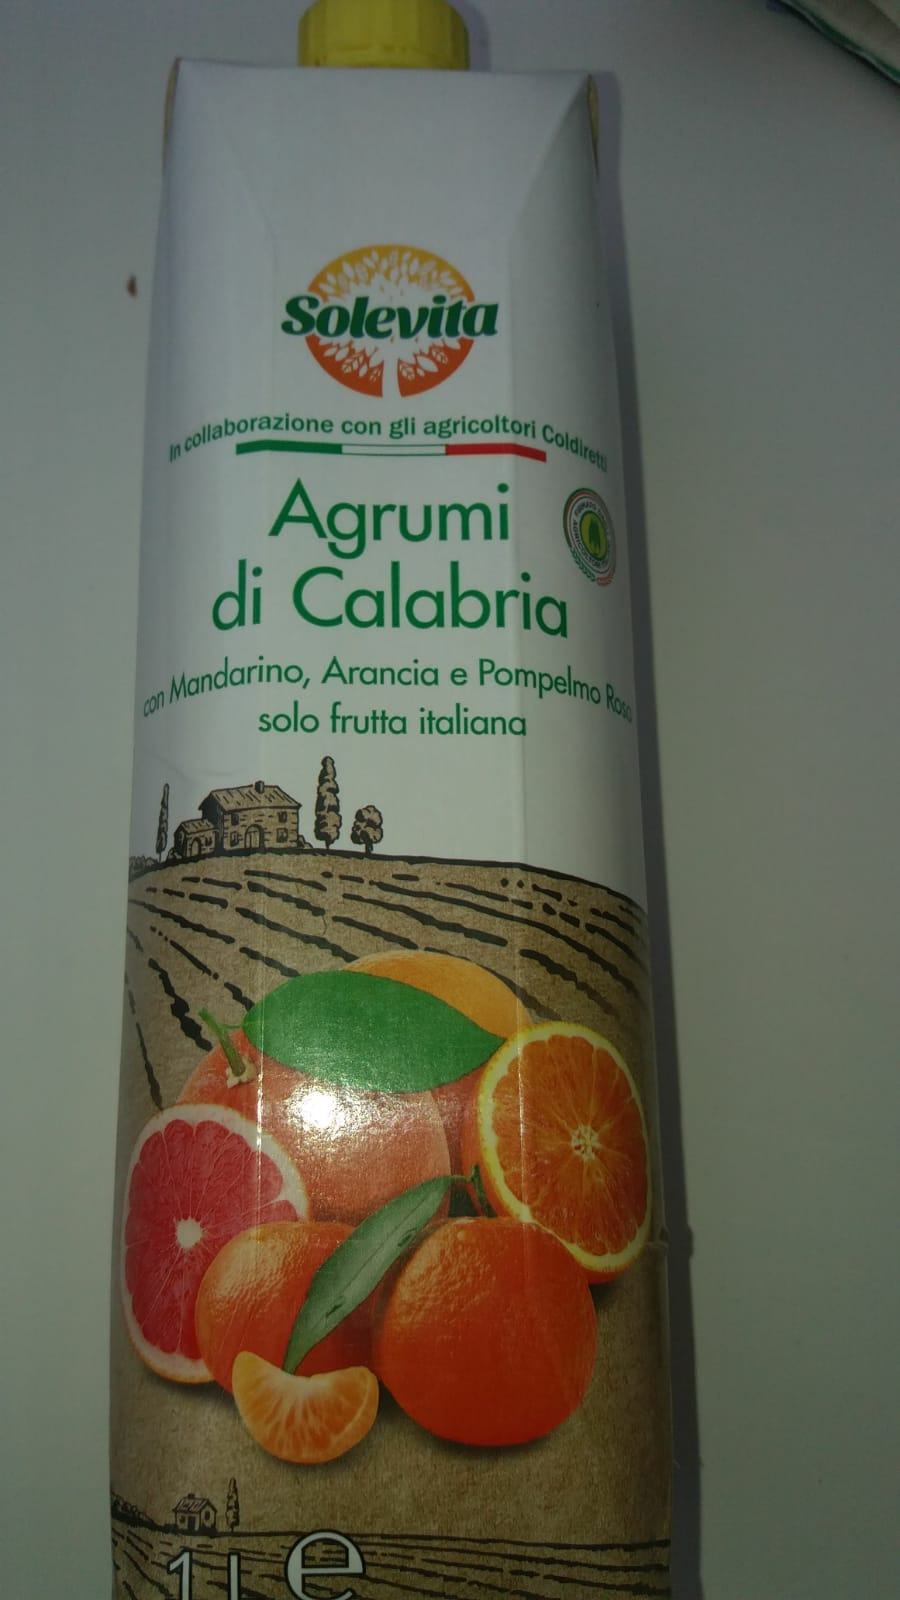 Solevita
In collaborazione con gli agricoltori Coldiretti
Agrumi
di Calabria
con Mandarino, Arancia e Pompelmo Rosa
solo frutta italiana
1 L e